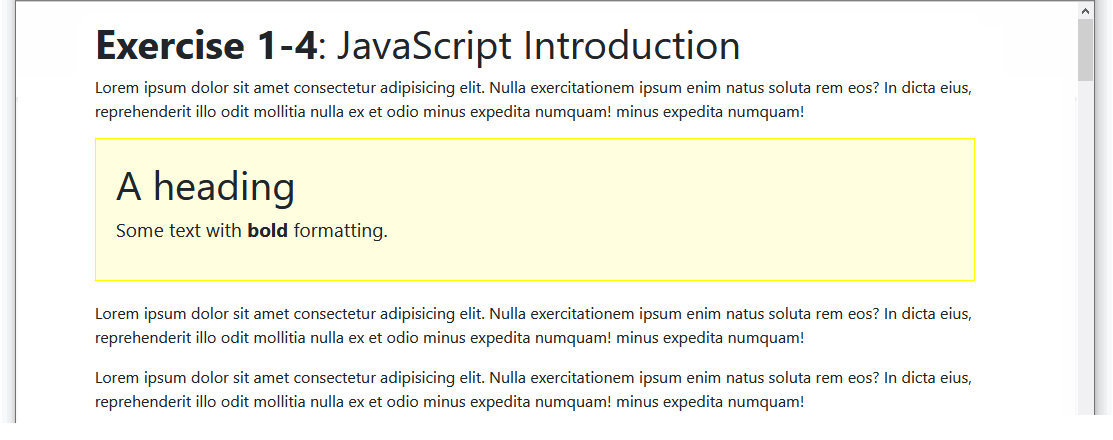 Exercise 1-4: JavaScript Introduction
Lorem ipsum dolor sit amet consectetur adipisicing elit. Nulla exercitationem ipsum enim natus soluta rem eos? In dicta eius,
reprehenderit illo odit mollitia nulla ex et odio minus expedita numquam! minus expedita numquam!
A heading
Some text with bold formatting.
Lorem ipsum dolor sit amet consectetur adipisicing elit. Nulla exercitationem ipsum enim natus soluta rem eos? In dicta eius,
reprehenderit illo odit mollitia nulla ex et odio minus expedita numquam! minus expedita numquam!
Lorem ipsum dolor sit amet consectetur adipisicing elit. Nulla exercitationem ipsum enim natus soluta rem eos? In dicta eius,
reprehenderit illo odit mollitia nulla ex et odio minus expedita numquam! minus expedita numquam!